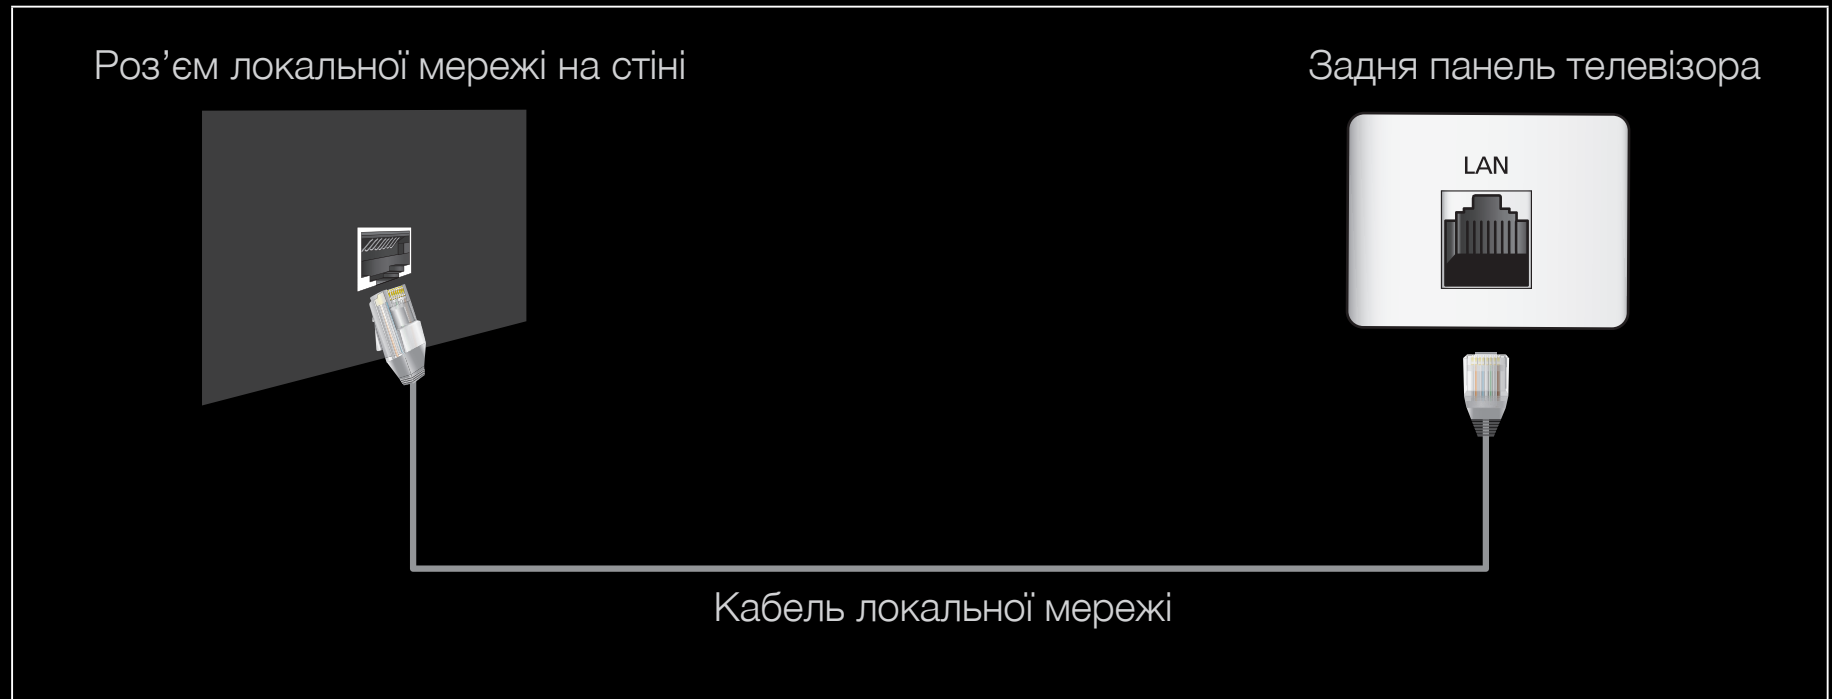 Роз’єм локальної мережі на стіні
Задня панель телевізора
LAN
Кабель локальної мережі